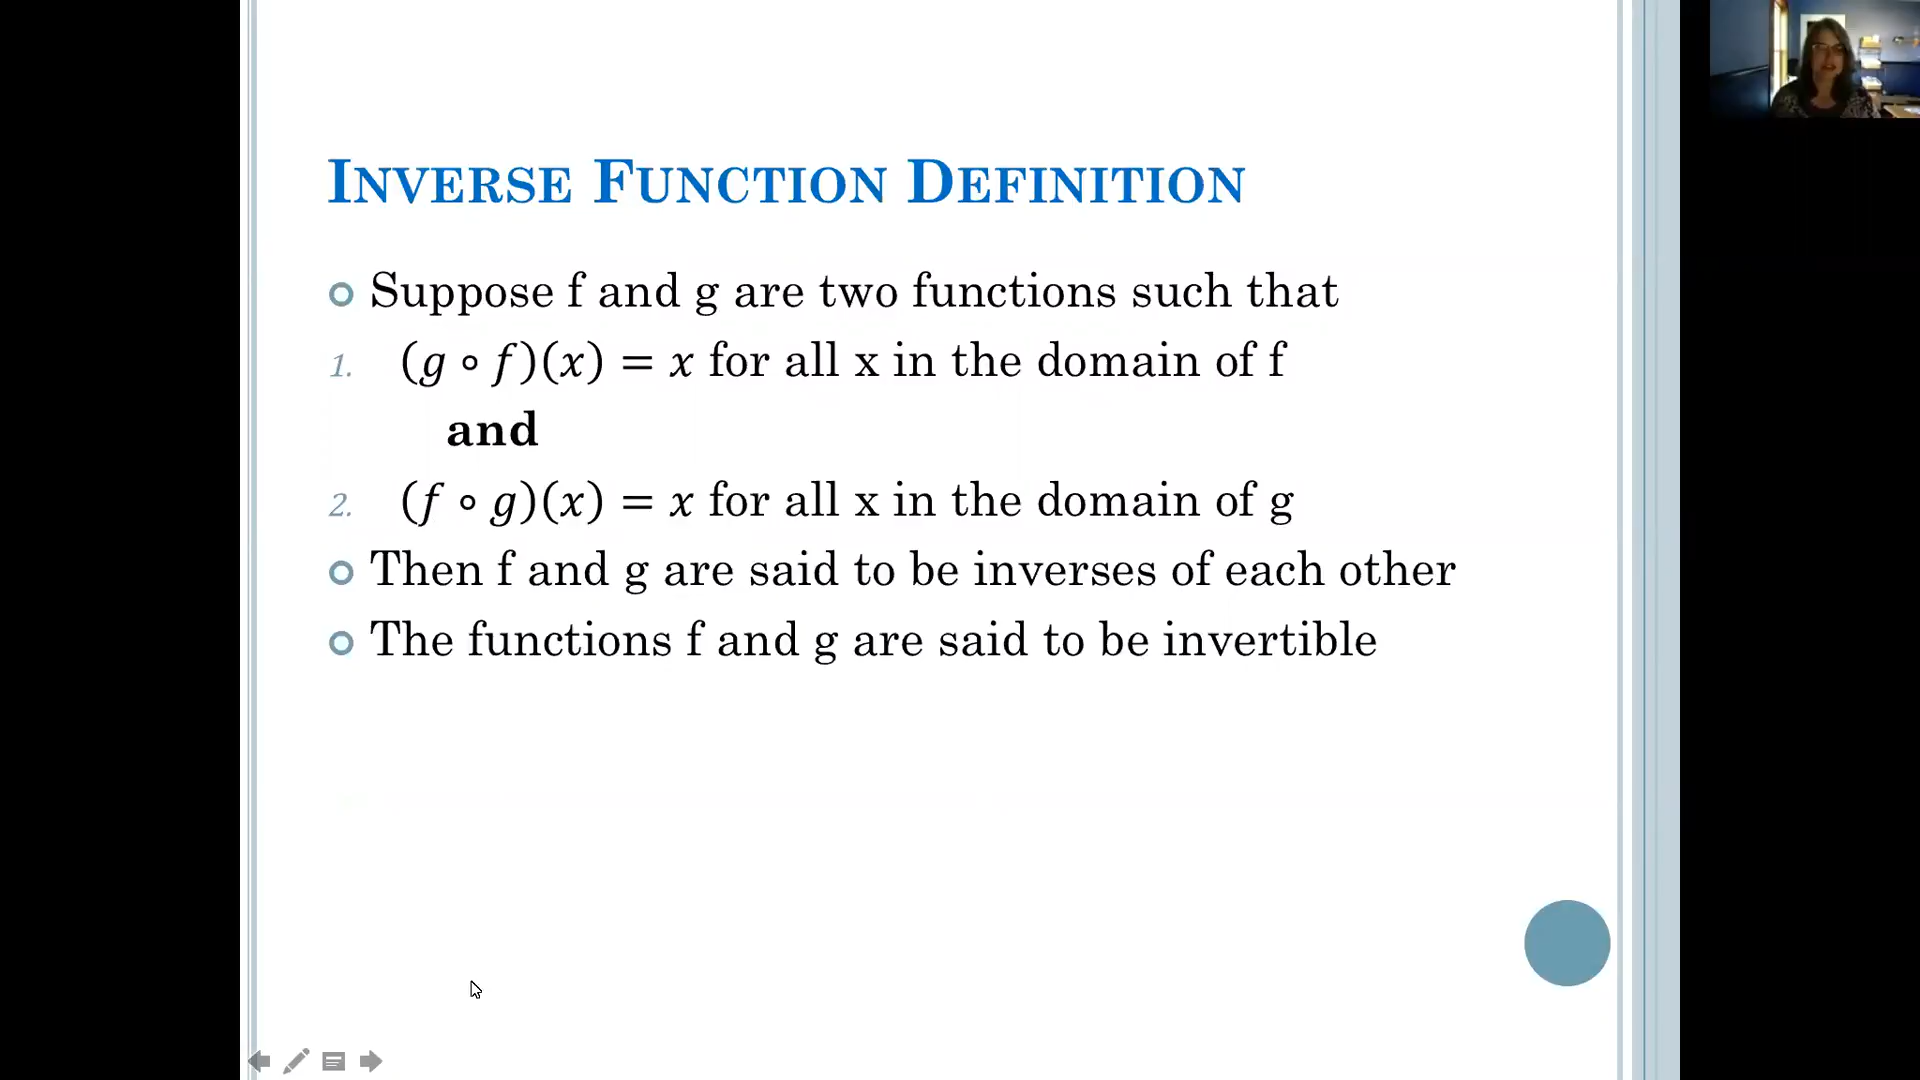 INVERSE FUNCTION DEFINITION
Suppose f and g are two functions such that
1. (g ∘ f)(x) = x for all x in the domain of f
and
2. (f ∘ g)(x) = x for all x in the domain of g
Then f and g are said to be inverses of each other
The functions f and g are said to be invertible